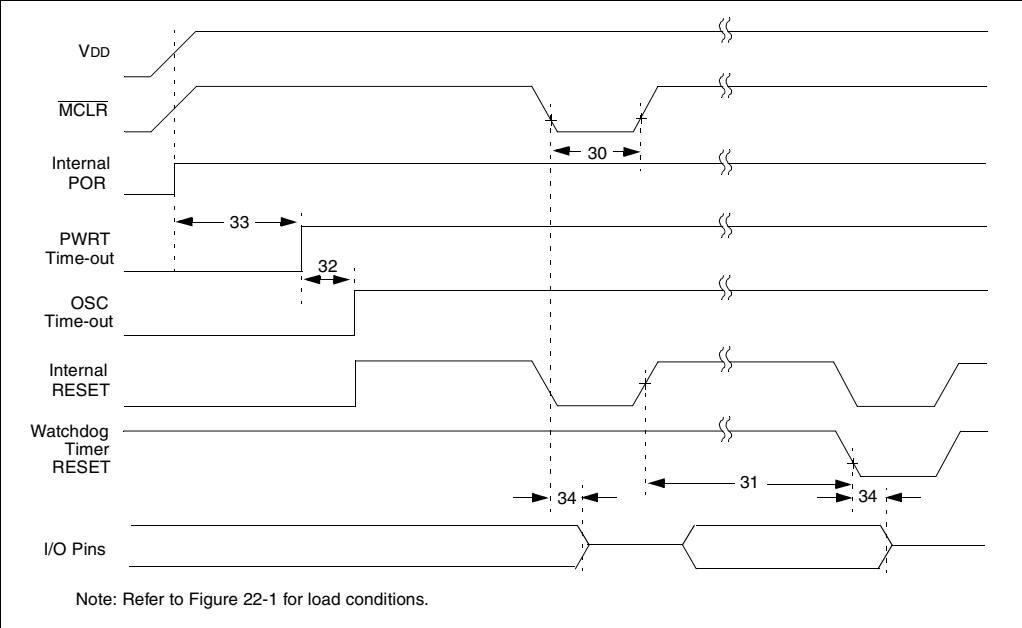 VDD
MCLR
Internal
POR
30
33
PWRT
Time-out
32
OSC
Time-out
Internal
RESET
Watchdog
Timer
RESET
31
34
34
I/O Pins
Note: Refer to Figure 22-1 for load conditions.